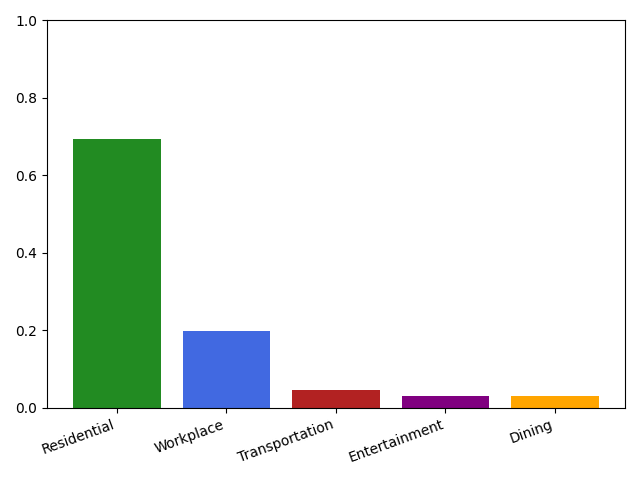 1.0
0.8
0.6
0.4
0.2
0.0
Residential
Workplace
Transportation
Entertainment
Dining